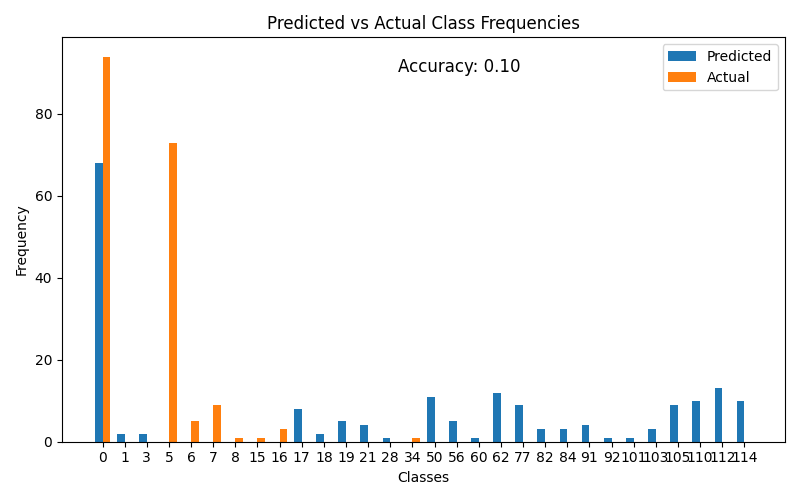 Predicted vs Actual Class Frequencies
Accuracy: 0.10
Predicted
Actual
Frequency
80
60
40
20
0
0 1 3 5 6 7 8 15 16 17 18 19 21 28 34 50 56 60 62 77 82 84 91 92 101 103 105 110 112 114
Classes